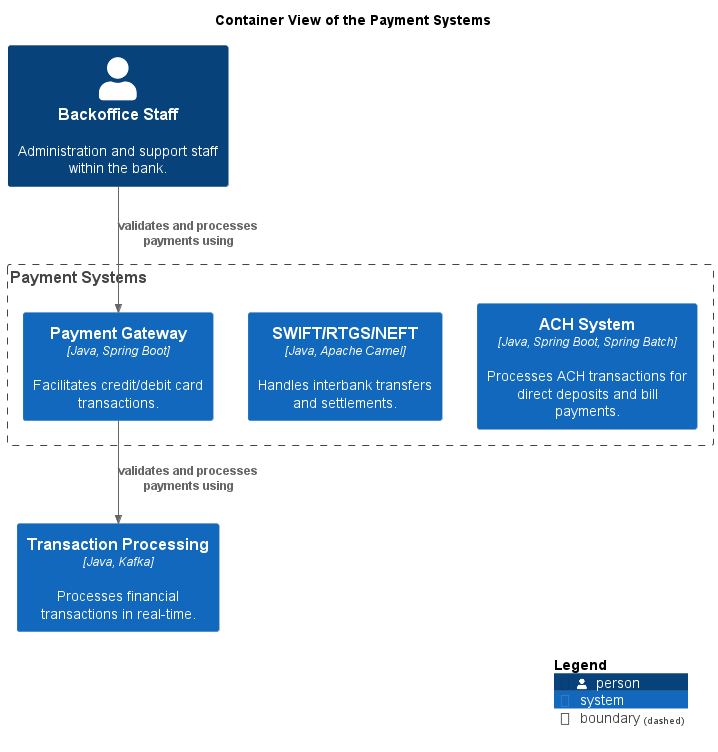 Container View of the Payment Systems
Backoffice Staff
Administration and support staff
within the bank.
validates and processes
payments using
Payment Systems
Payment Gateway
[Java, Spring Boot]
Facilitates credit/debit card
transactions.
SWIFT/RTGS/NEFT
[Java, Apache Camel]
Handles interbank transfers
and settlements.
ACH System
[Java, Spring Boot, Spring Batch]
Processes ACH transactions for
direct deposits and bill
payments.
validates and processes
payments using
Transaction Processing
[Java, Kafka]
Processes financial
transactions in real-time.
Legend
person
system
boundary (dashed)